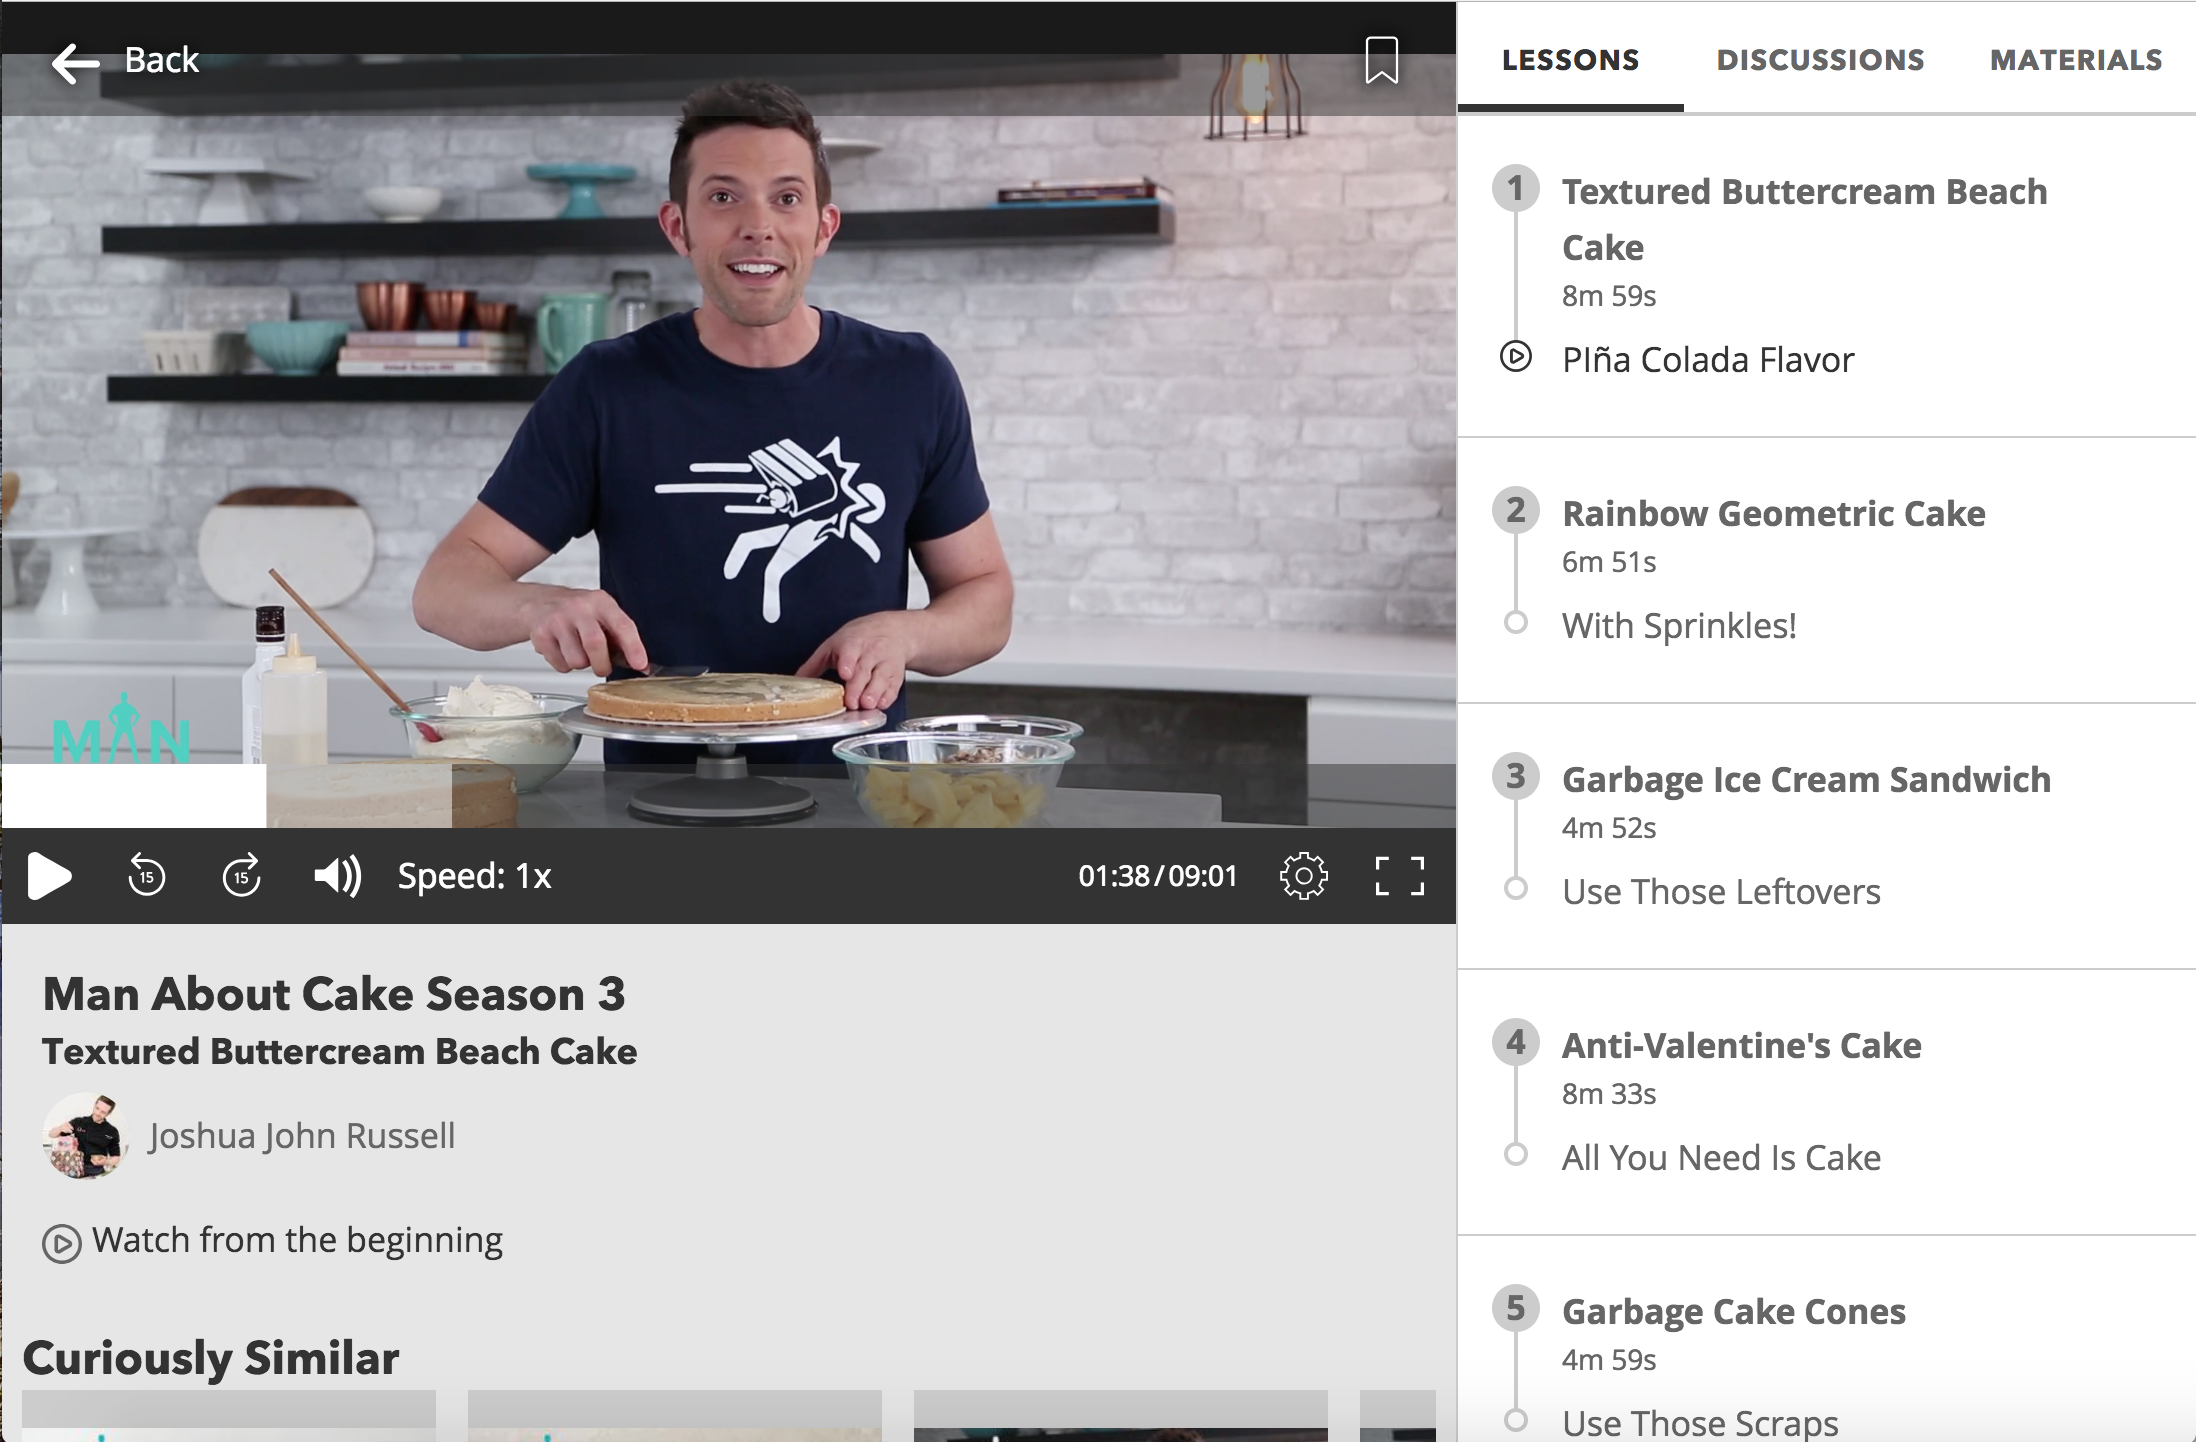 Back
MAN
15
15
Speed: 1x
01:38/09:01
Man About Cake Season 3
Textured Buttercream Beach Cake
Joshua John Russell
Watch from the beginning
Curiously Similar
LESSONS
DISCUSSIONS
MATERIALS
1
Textured Buttercream Beach
Cake
8m 59s
PIña Colada Flavor
2
Rainbow Geometric Cake
6m 51s
With Sprinkles!
3
Garbage Ice Cream Sandwich
4m 52s
Use Those Leftovers
4
Anti-Valentine's Cake
8m 33s
All You Need Is Cake
5
Garbage Cake Cones
4m 59s
Use Those Scraps